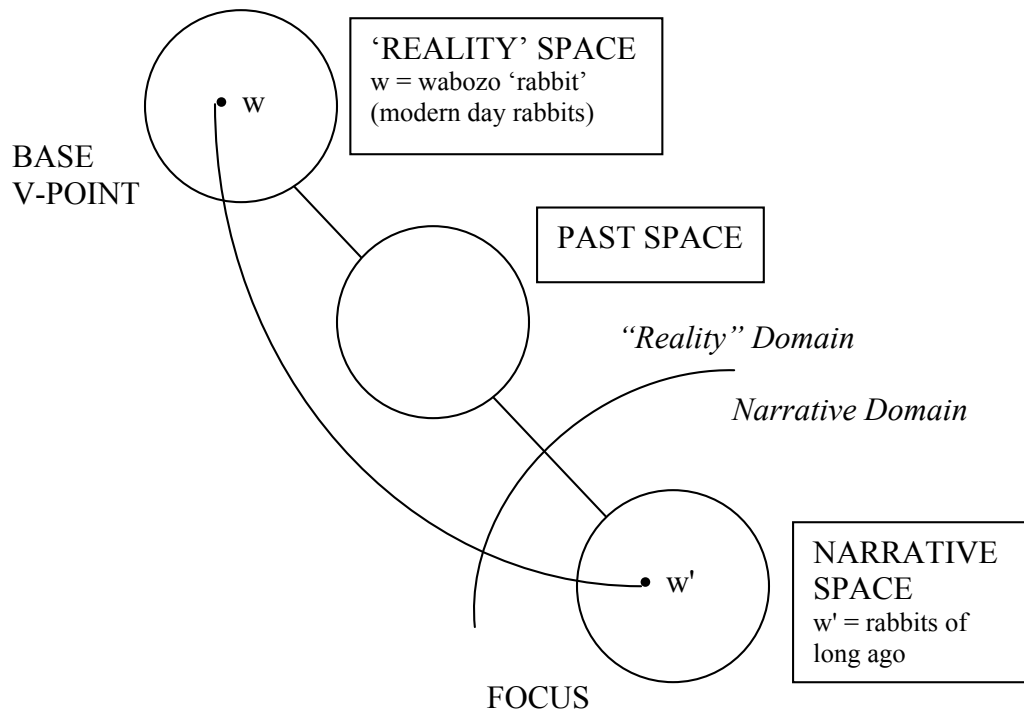 ‘REALITY’ SPACE
w = wabozo ‘rabbit’
(modern day rabbits)
w
BASE
V-POINT
PAST SPACE
“Reality” Domain
Narrative Domain
NARRATIVE
SPACE
w' = rabbits of
long ago
w'
FOCUS